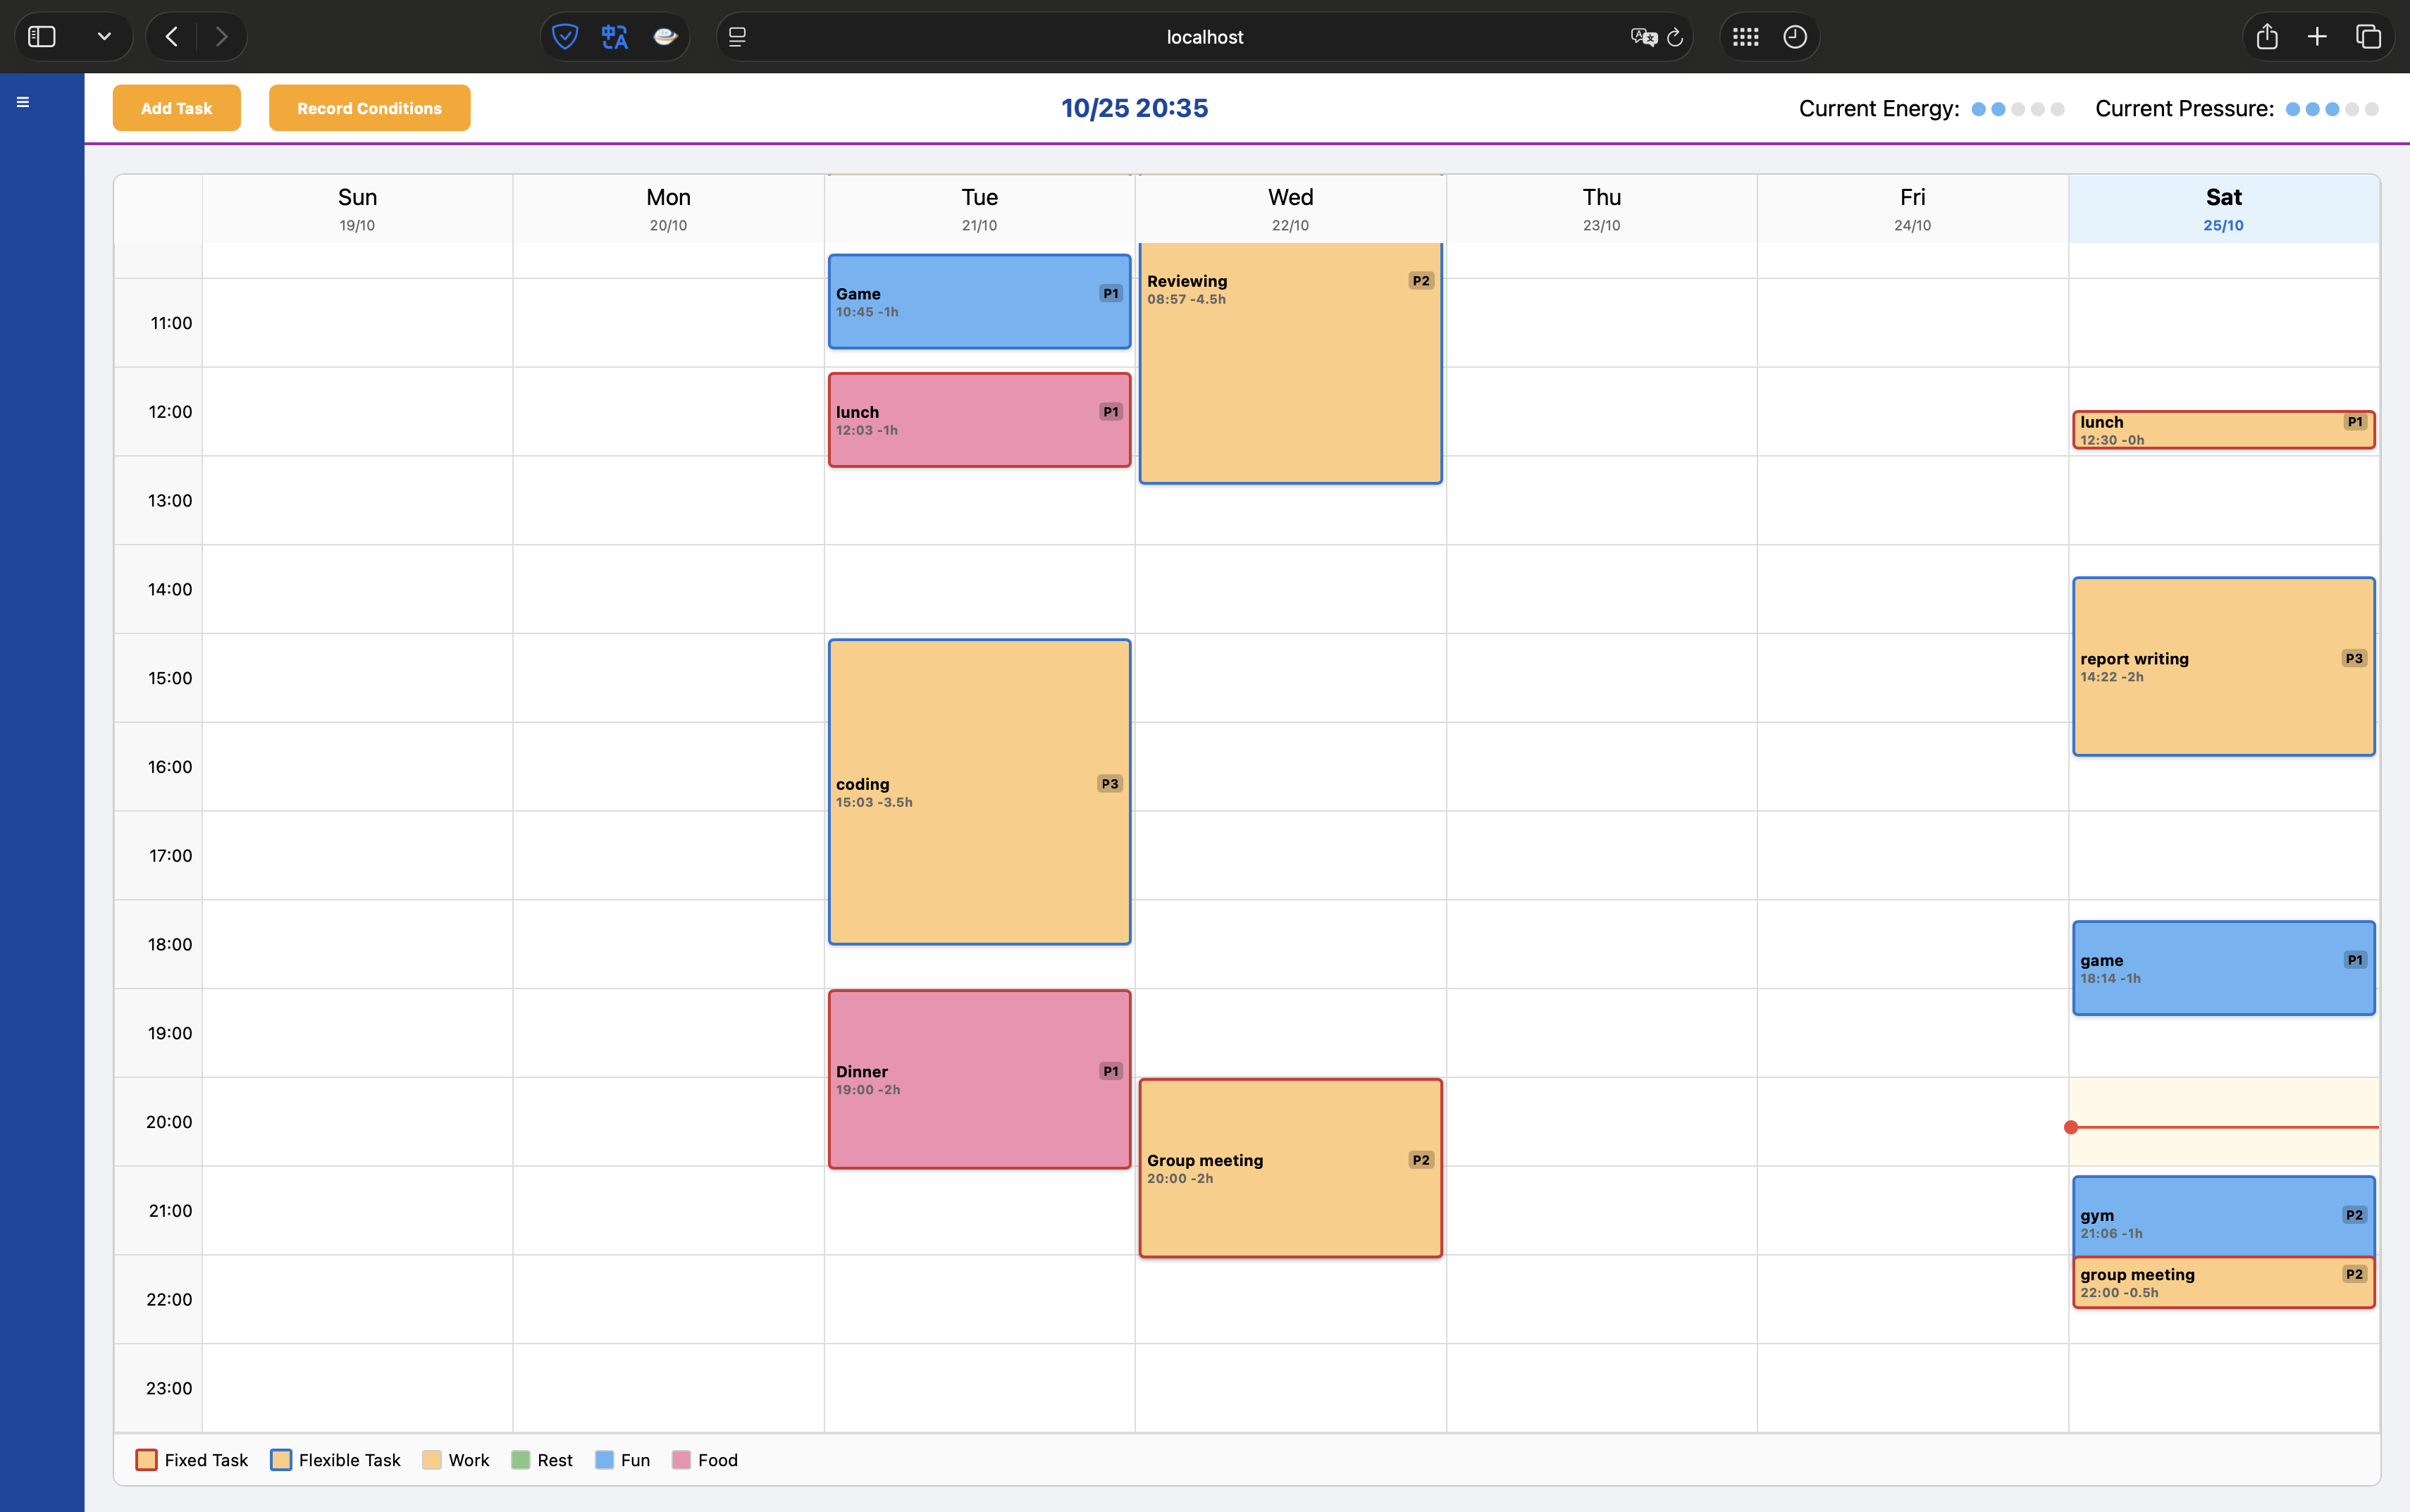 localhost
Add Task
Record Conditions
10/25 20:35
Current Energy:
Current Pressure:
Sun
19/10
Mon
20/10
Tue
21/10
Wed
22/10
Thu
23/10
Fri
24/10
Sat
25/10
11:00
12:00
13:00
14:00
15:00
16:00
17:00
18:00
19:00
20:00
21:00
22:00
23:00
Game P1
10:45 -1h
lunch P1
12:03 -1h
coding P3
15:03 -3.5h
Dinner P1
19:00 -2h
Reviewing P2
08:57 -4.5h
Group meeting P2
20:00 -2h
lunch P1
12:30 -0h
report writing P3
14:22 -2h
game P1
18:14 -1h
gym P2
21:06 -1h
group meeting P2
22:00 -0.5h
Fixed Task Flexible Task Work Rest Fun Food